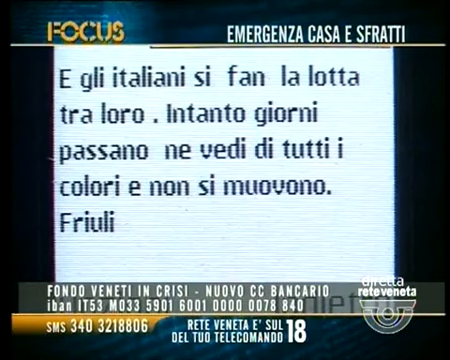 FOCUS
EMERGENZA CASA E SFRATTI
E gli italiani si fan la lotta
tra loro . Intanto giorni
passano ne vedi di tutti i
colori e non si muovono.
Friuli
FONDO VENETI IN CRISI - NUOVO CC BANCARIO
iban IT53 M033 5901 6001 0000 0078 840
diretta
reteveneta
SMS 340 3218806
RETE VENETA E' SUL
DEL TUO TELECOMANDO 18